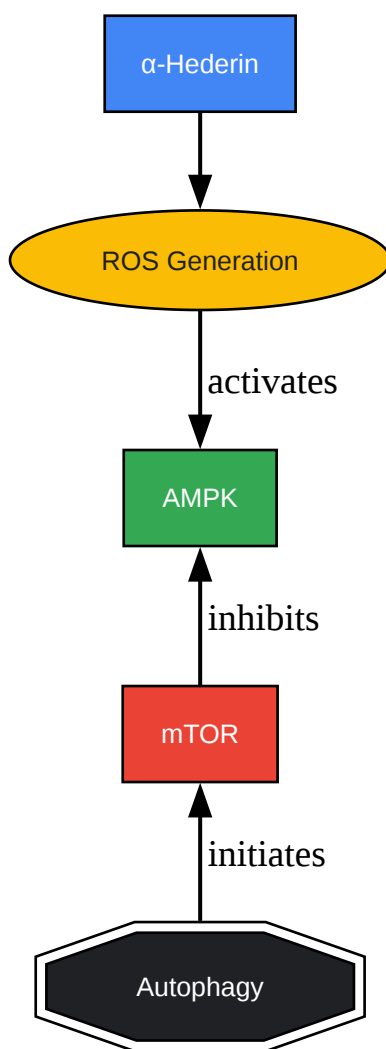 α-Hederin
ROS Generation
activates
AMPK
inhibits
mTOR
initiates
Autophagy